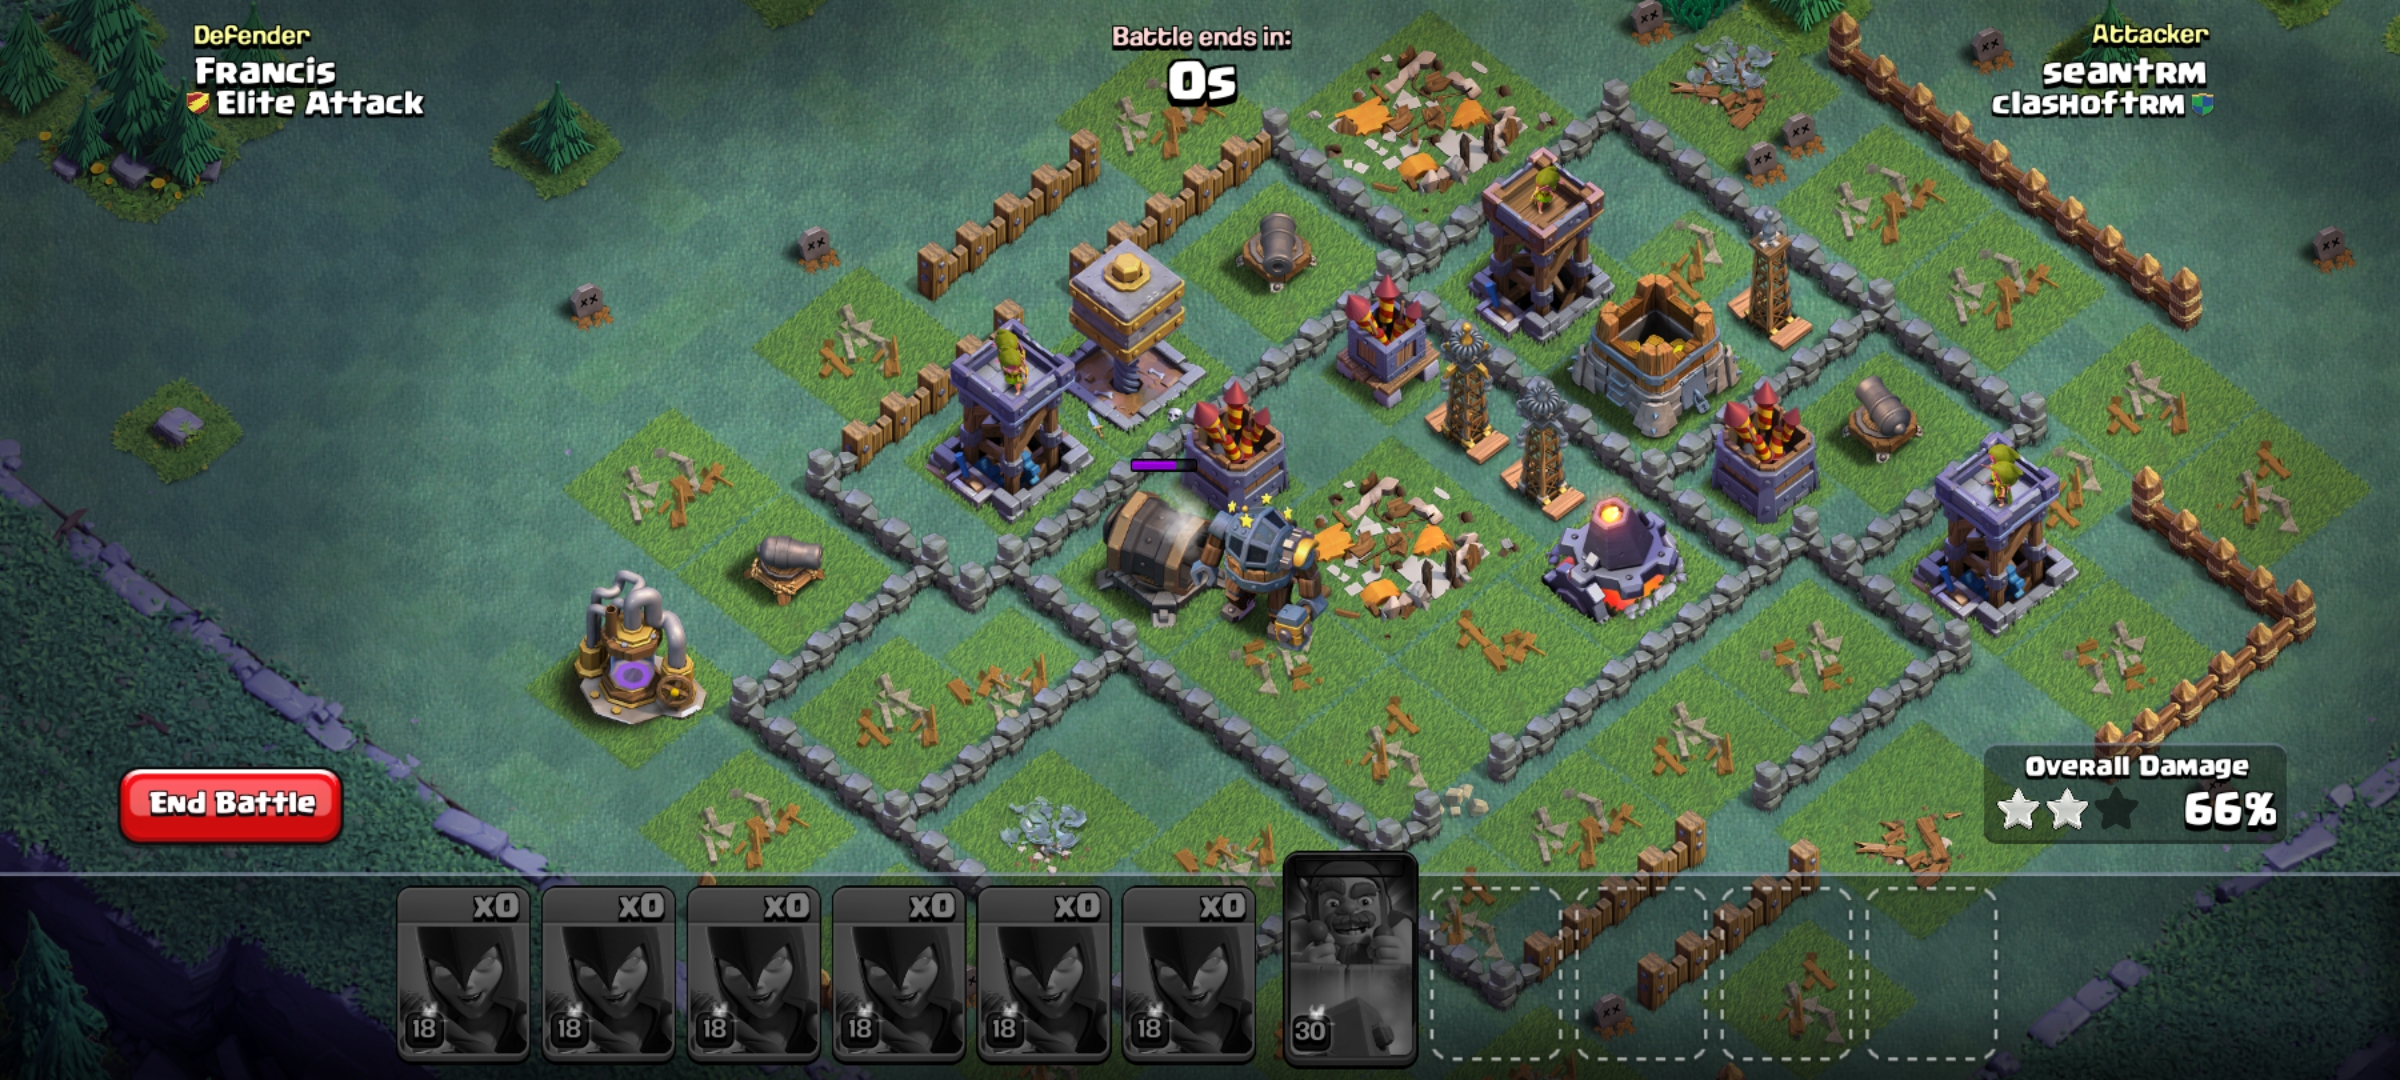 Defender
Francis
Elite Attack
Battle ends in:
0s
Attacker
seantrm
clashoftrm
End Battle
Overall Damage
66%
x0 x0 x0 x0 x0 x0
18 18 18 18 18 18 30